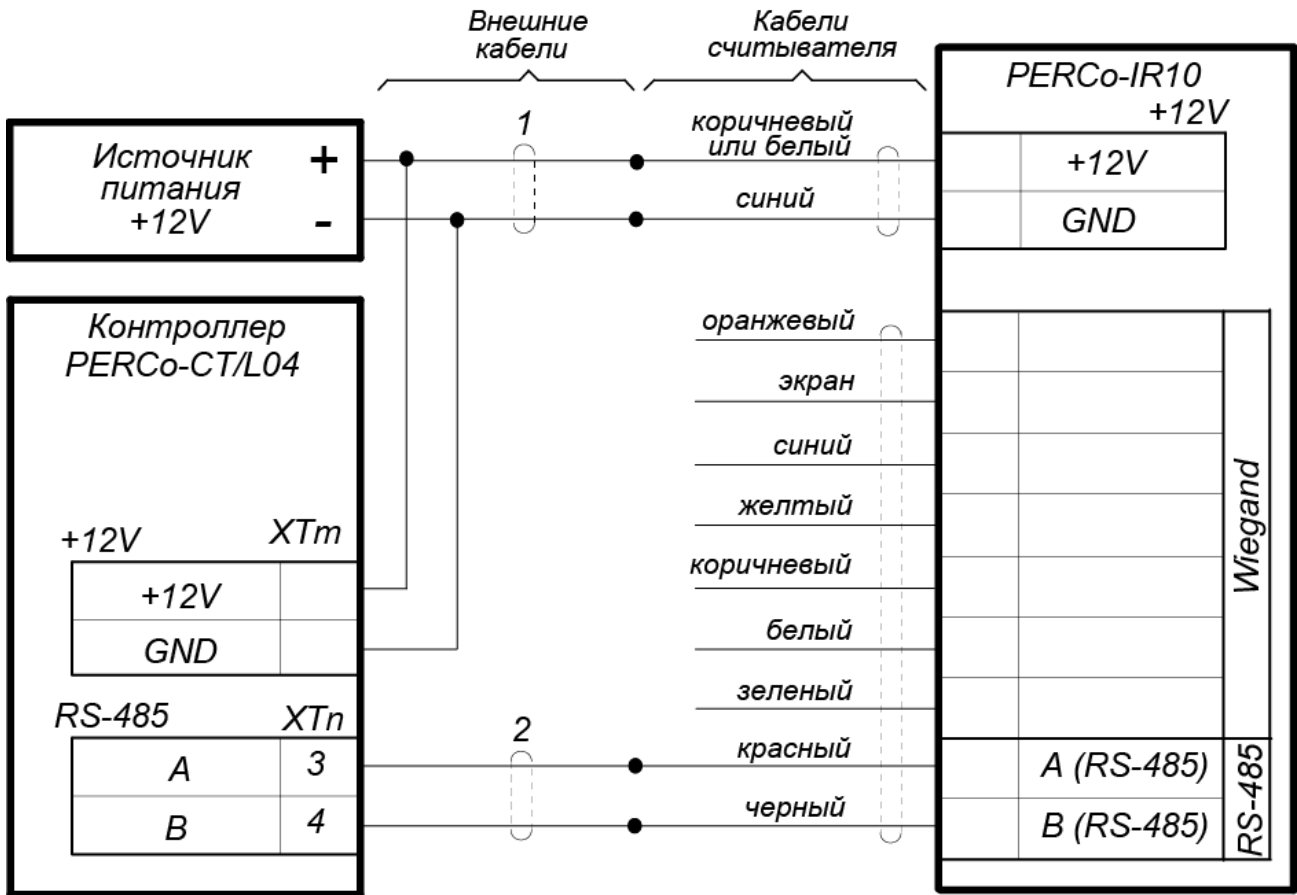 Внешние
кабели
Кабели
считывателя
PERCo-IR10
+12V
1
коричневый
или белый
+12V
синий
GND
Источник
питания
+12V
+
-
Контроллер
PERCo-CT/L04
оранжевый
экран
синий
желтый
коричневый
белый
зеленый
Wiegand
+12V
XTm
+12V
GND
RS-485
XTn
A
3
B
4
2
красный
черный
A (RS-485)
B (RS-485)
RS-485